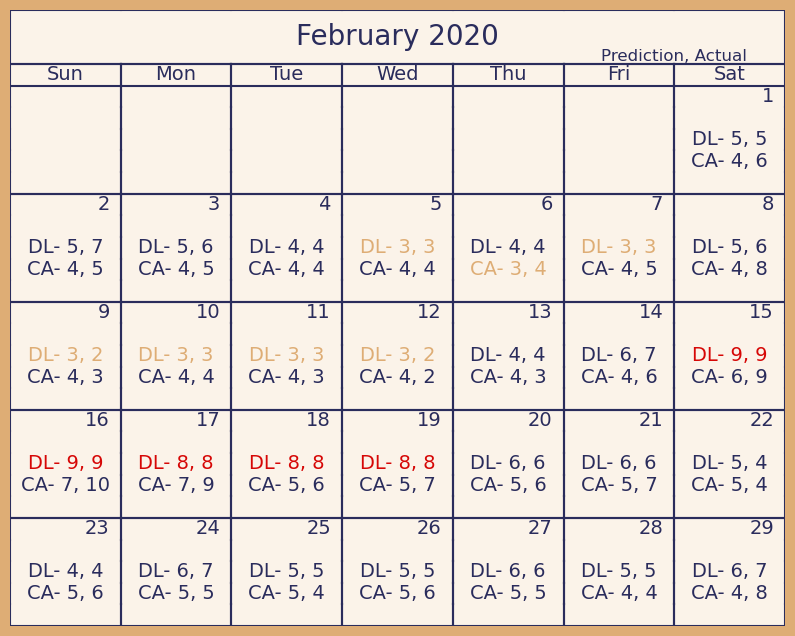 February 2020
Prediction, Actual
Sun Mon Tue Wed Thu Fri Sat
1
DL- 5, 5
CA- 4, 6
2 3 4 5 6 7 8
DL- 5, 7 DL- 5, 6 DL- 4, 4 DL- 3, 3 DL- 4, 4 DL- 3, 3 DL- 5, 6
CA- 4, 5 CA- 4, 5 CA- 4, 4 CA- 4, 4 CA- 3, 4 CA- 4, 5 CA- 4, 8
9 10 11 12 13 14 15
DL- 3, 2 DL- 3, 3 DL- 3, 3 DL- 3, 2 DL- 4, 4 DL- 6, 7 DL- 9, 9
CA- 4, 3 CA- 4, 4 CA- 4, 3 CA- 4, 2 CA- 4, 3 CA- 4, 6 CA- 6, 9
16 17 18 19 20 21 22
DL- 9, 9 DL- 8, 8 DL- 8, 8 DL- 8, 8 DL- 6, 6 DL- 6, 6 DL- 5, 4
CA- 7, 10 CA- 7, 9 CA- 5, 6 CA- 5, 7 CA- 5, 6 CA- 5, 7 CA- 5, 4
23 24 25 26 27 28 29
DL- 4, 4 DL- 6, 7 DL- 5, 5 DL- 5, 5 DL- 6, 6 DL- 5, 5 DL- 6, 7
CA- 5, 6 CA- 5, 5 CA- 5, 4 CA- 5, 6 CA- 5, 5 CA- 4, 4 CA- 4, 8